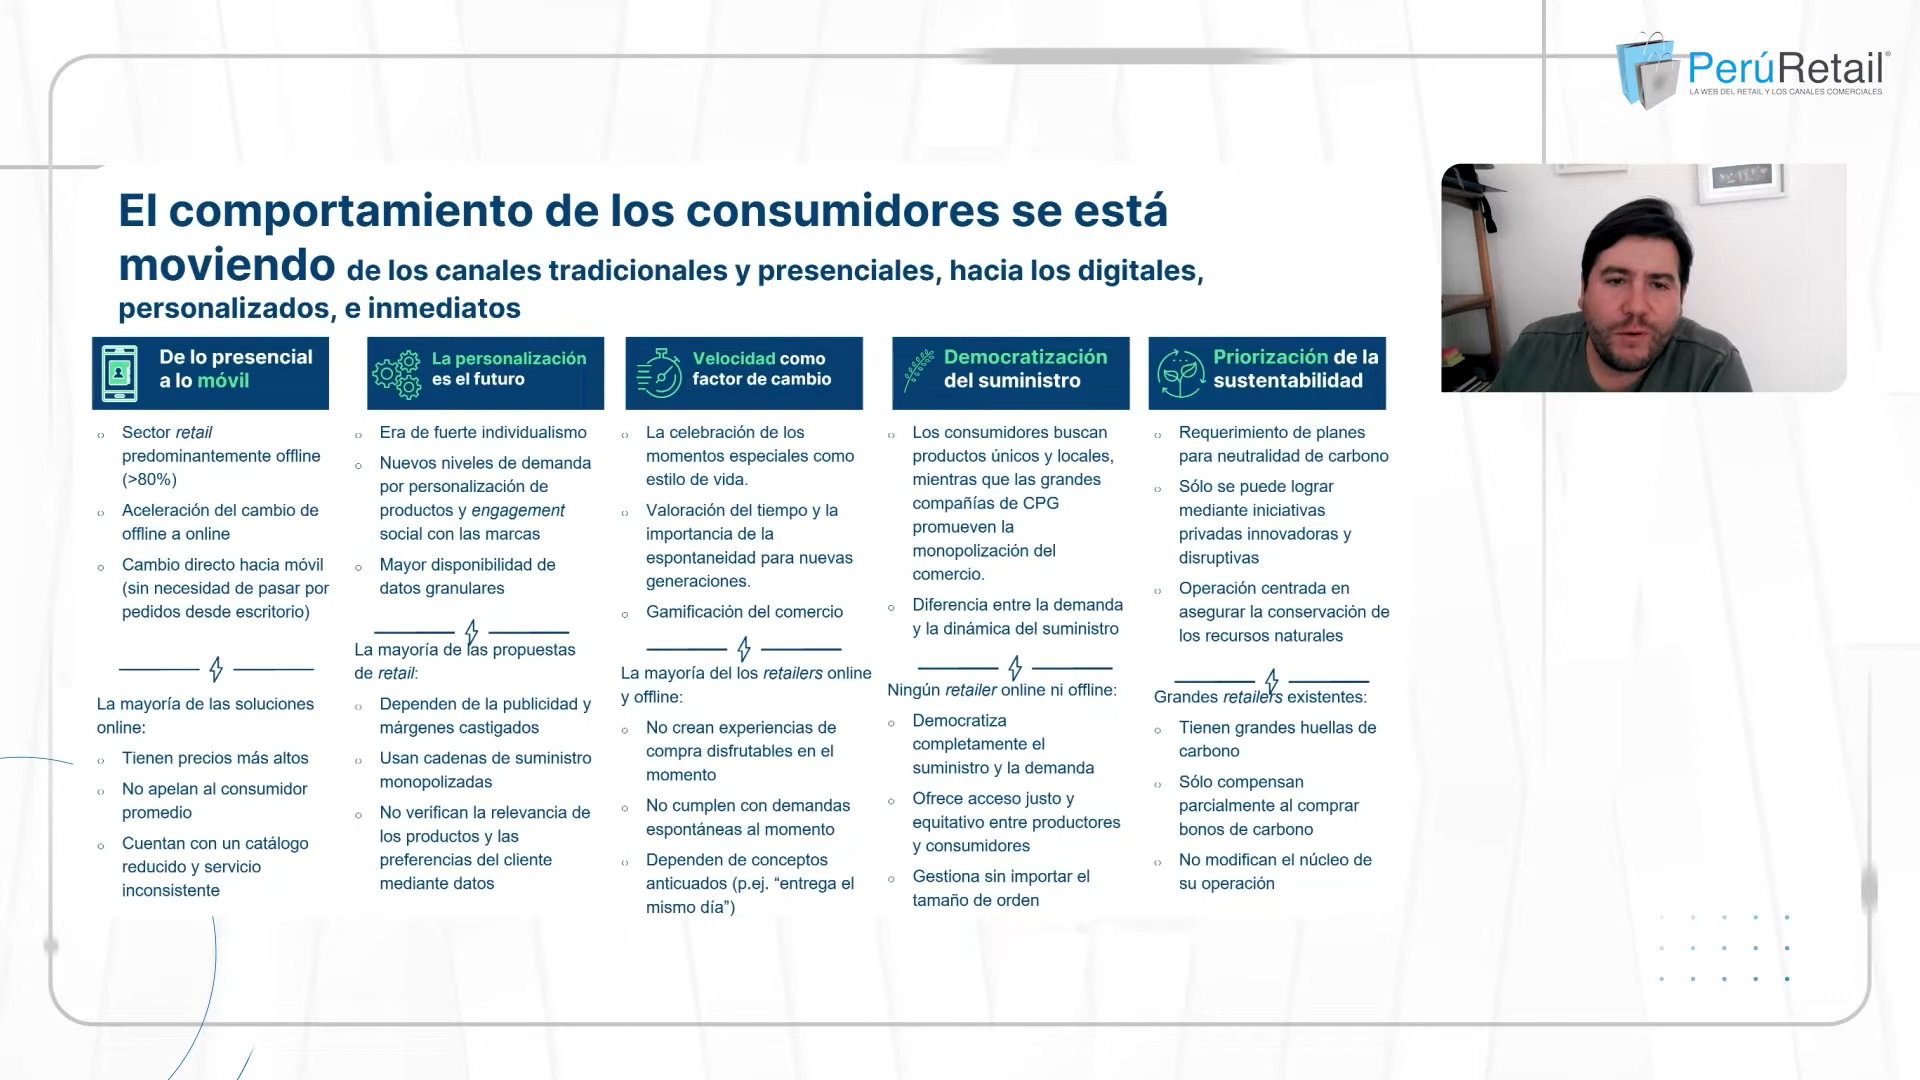 PerúRetail®
LA WEB DEL RETAIL Y LOS CANALES COMERCIALES
El comportamiento de los consumidores se está
moviendo de los canales tradicionales y presenciales, hacia los digitales,
personalizados, e inmediatos
De lo presencial
a lo móvil
Sector retail
predominantemente offline
(>80%)
Aceleración del cambio de
offline a online
Cambio directo hacia móvil
(sin necesidad de pasar por
pedidos desde escritorio)
La mayoría de las soluciones
online:
Tienen precios más altos
No apelan al consumidor
promedio
Cuentan con un catálogo
reducido y servicio
inconsistente
La personalización
es el futuro
Era de fuerte individualismo
Nuevos niveles de demanda
por personalización de
productos y engagement
social con las marcas
Mayor disponibilidad de
datos granulares
La mayoría de las propuestas
de retail:
Dependen de la publicidad y
márgenes castigados
Usan cadenas de suministro
monopolizadas
No verifican la relevancia de
los productos y las
preferencias del cliente
mediante datos
Velocidad como
factor de cambio
La celebración de los
momentos especiales como
estilo de vida.
Valoración del tiempo y la
importancia de la
espontaneidad para nuevas
generaciones.
Gamificación del comercio
La mayoría del los retailers online
y offline:
No crean experiencias de
compra disfrutables en el
momento
No cumplen con demandas
espontáneas al momento
Dependen de conceptos
anticuados (p.ej. “entrega el
mismo día”)
Democratización
del suministro
Los consumidores buscan
productos únicos y locales,
mientras que las grandes
compañías de CPG
promueven la
monopolización del
comercio.
Diferencia entre la demanda
y la dinámica del suministro
Ningún retailer online ni offline:
Democratiza
completamente el
suministro y la demanda
Ofrece acceso justo y
equitativo entre productores
y consumidores
Gestiona sin importar el
tamaño de orden
Priorización de la
sustentabilidad
Requerimiento de planes
para neutralidad de carbono
Sólo se puede lograr
mediante iniciativas
privadas innovadoras y
disruptivas
Operación centrada en
asegurar la conservación de
los recursos naturales
Grandes retailers existentes:
Tienen grandes huellas de
carbono
Sólo compensan
parcialmente al comprar
bonos de carbono
No modifican el núcleo de
su operación